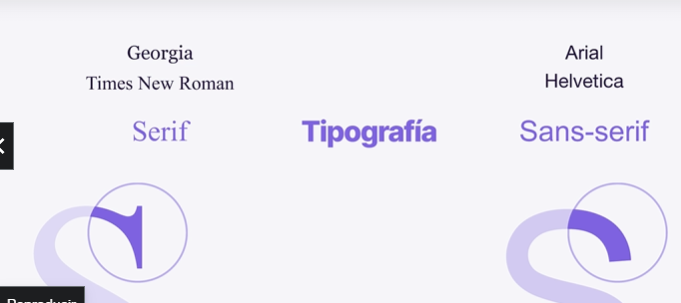 Georgia
Times New Roman
Serif
Tipografía
Arial
Helvetica
Sans-serif